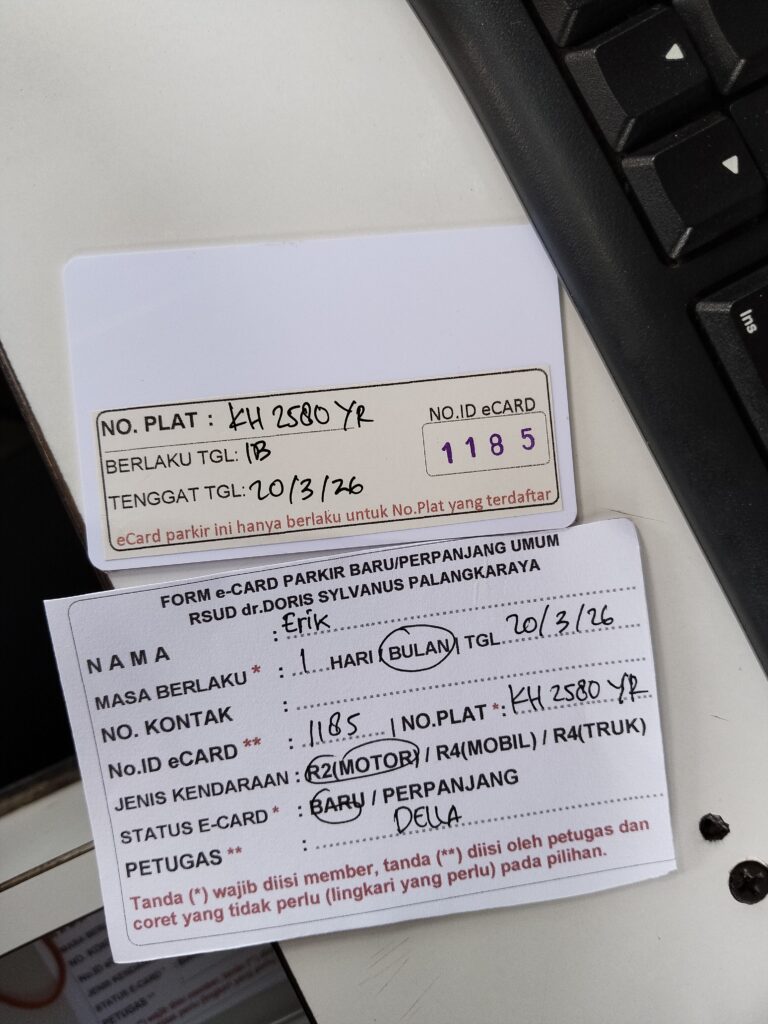 Ins
NO. PLAT : KH 2580 YR
NO.ID eCARD
1185
BERLAKU TGL: 1B
TENGGAT TGL: 20/3/26
eCard parkir ini hanya berlaku untuk No.Plat yang terdaftar
FORM e-CARD PARKIR BARU/PERPANJANG UMUM
RSUD dr.DORIS SYLVANUS PALANGKARAYA
NAMA : Erik
MASA BERLAKU * : 1 HARI / BULAN | TGL 20/3/26
NO. KONTAK :
No.ID eCARD ** : 1185 | NO.PLAT *: KH 2580 YR
JENIS KENDARAAN : R2(MOTOR) / R4(MOBIL) / R4(TRUK)
STATUS E-CARD * : BARU / PERPANJANG
PETUGAS ** : DELLA
Tanda (*) wajib diisi member, tanda (**) diisi oleh petugas dan
coret yang tidak perlu (lingkari yang perlu) pada pilihan.